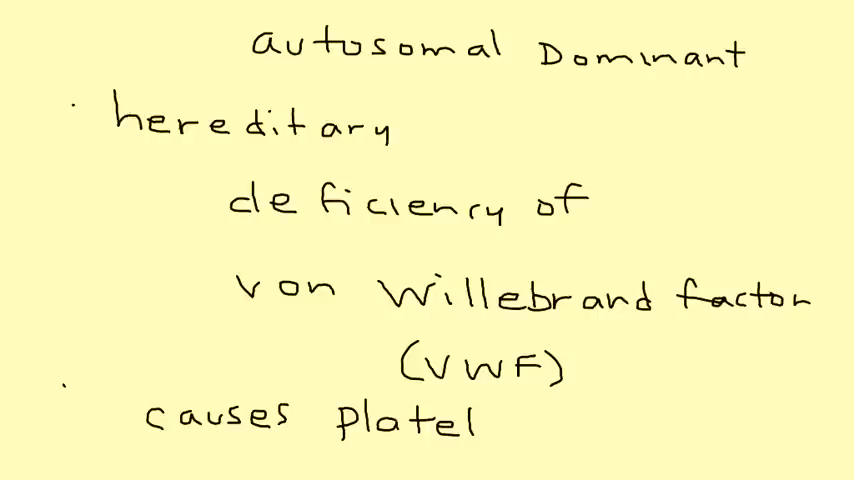 autosomal Dominant
hereditary
deficiency of
von Willebrand factor
(VWF)
causes platel